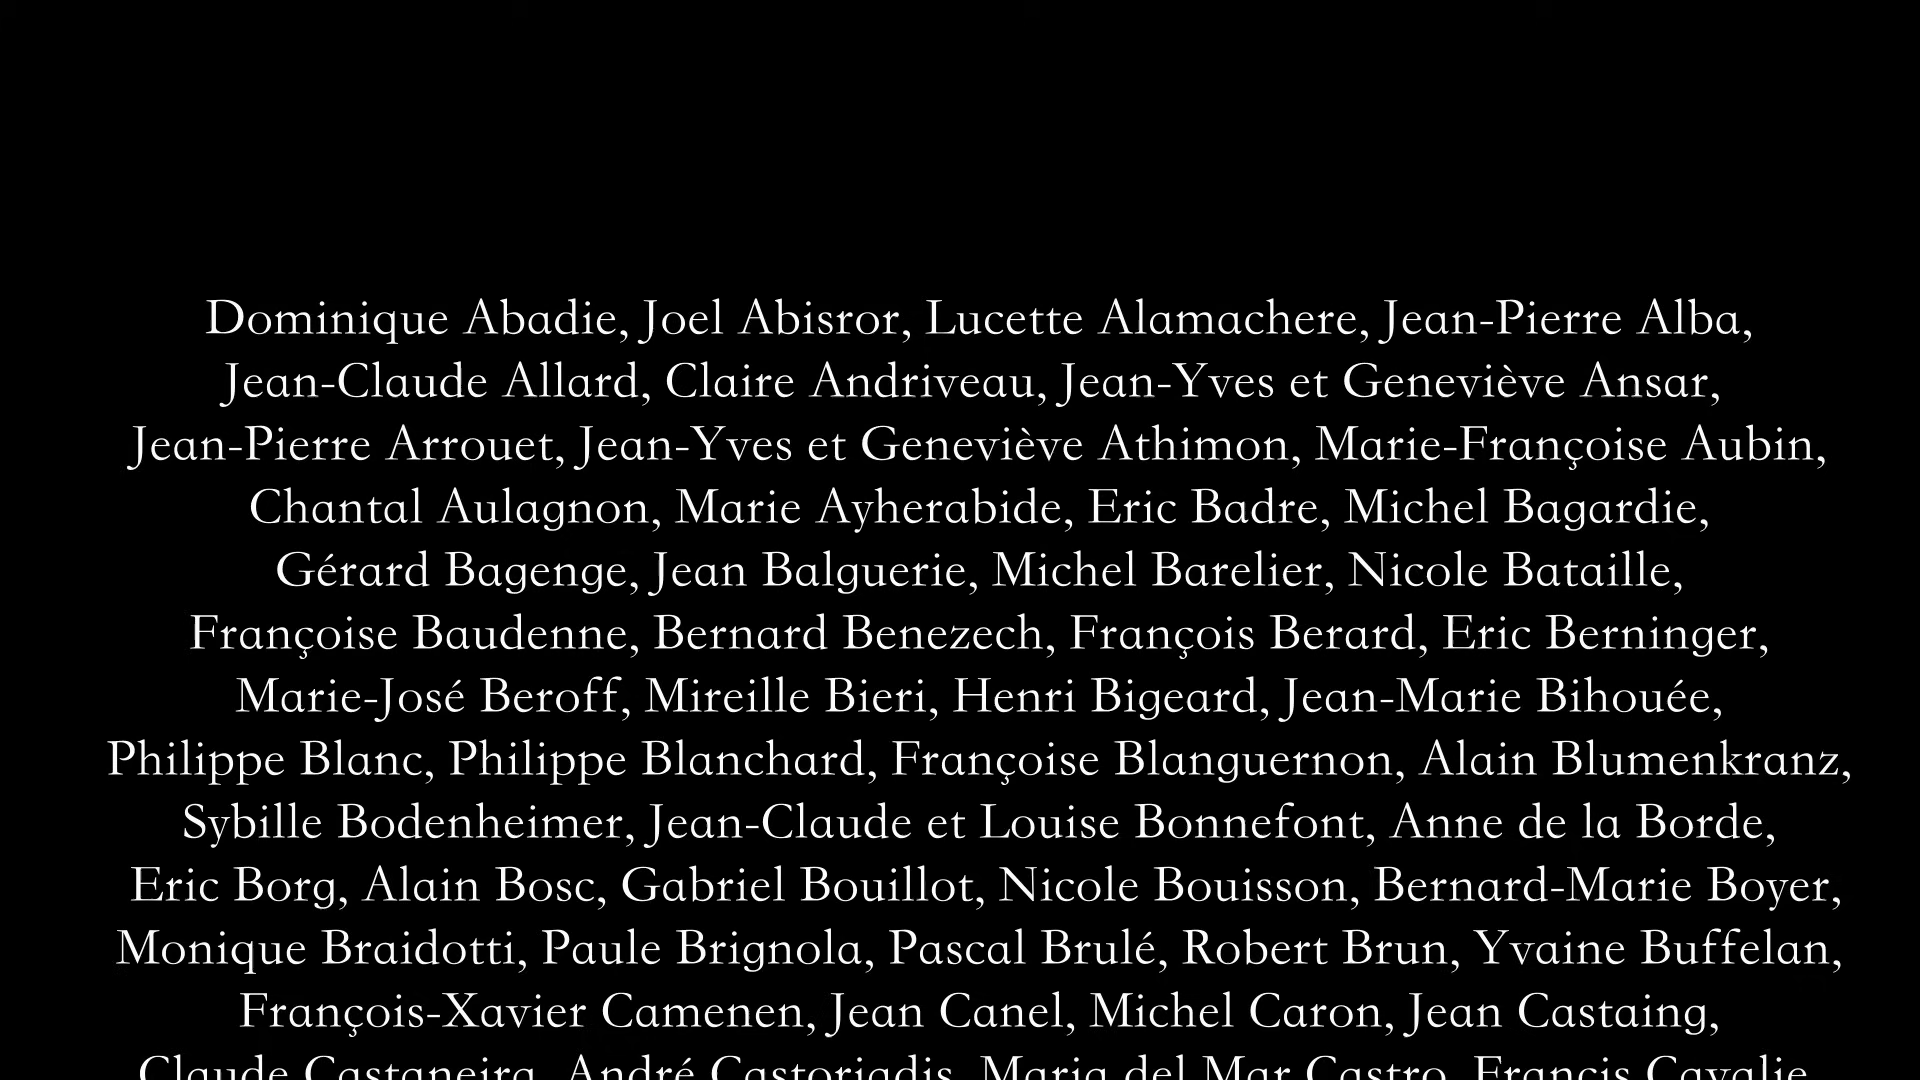 Dominique Abadie, Joel Abisror, Lucette Alamachere, Jean-Pierre Alba,
Jean-Claude Allard, Claire Andriveau, Jean-Yves et Geneviève Ansar,
Jean-Pierre Arrouet, Jean-Yves et Geneviève Athimon, Marie-Françoise Aubin,
Chantal Aulagnon, Marie Ayherabide, Eric Badre, Michel Bagardie,
Gérard Bagenge, Jean Balguerie, Michel Barelier, Nicole Bataille,
Françoise Baudenne, Bernard Benezech, François Berard, Eric Berninger,
Marie-José Beroff, Mireille Bieri, Henri Bigeard, Jean-Marie Bihouée,
Philippe Blanc, Philippe Blanchard, Françoise Blanguernon, Alain Blumenkranz,
Sybille Bodenheimer, Jean-Claude et Louise Bonnefont, Anne de la Borde,
Eric Borg, Alain Bosc, Gabriel Bouillot, Nicole Bouisson, Bernard-Marie Boyer,
Monique Braidotti, Paule Brignola, Pascal Brulé, Robert Brun, Yvaine Buffelan,
François-Xavier Camenen, Jean Canel, Michel Caron, Jean Castaing,
Claude Castaneira, André Castoriadis, Maria del Mar Castro, Francis Cavalie